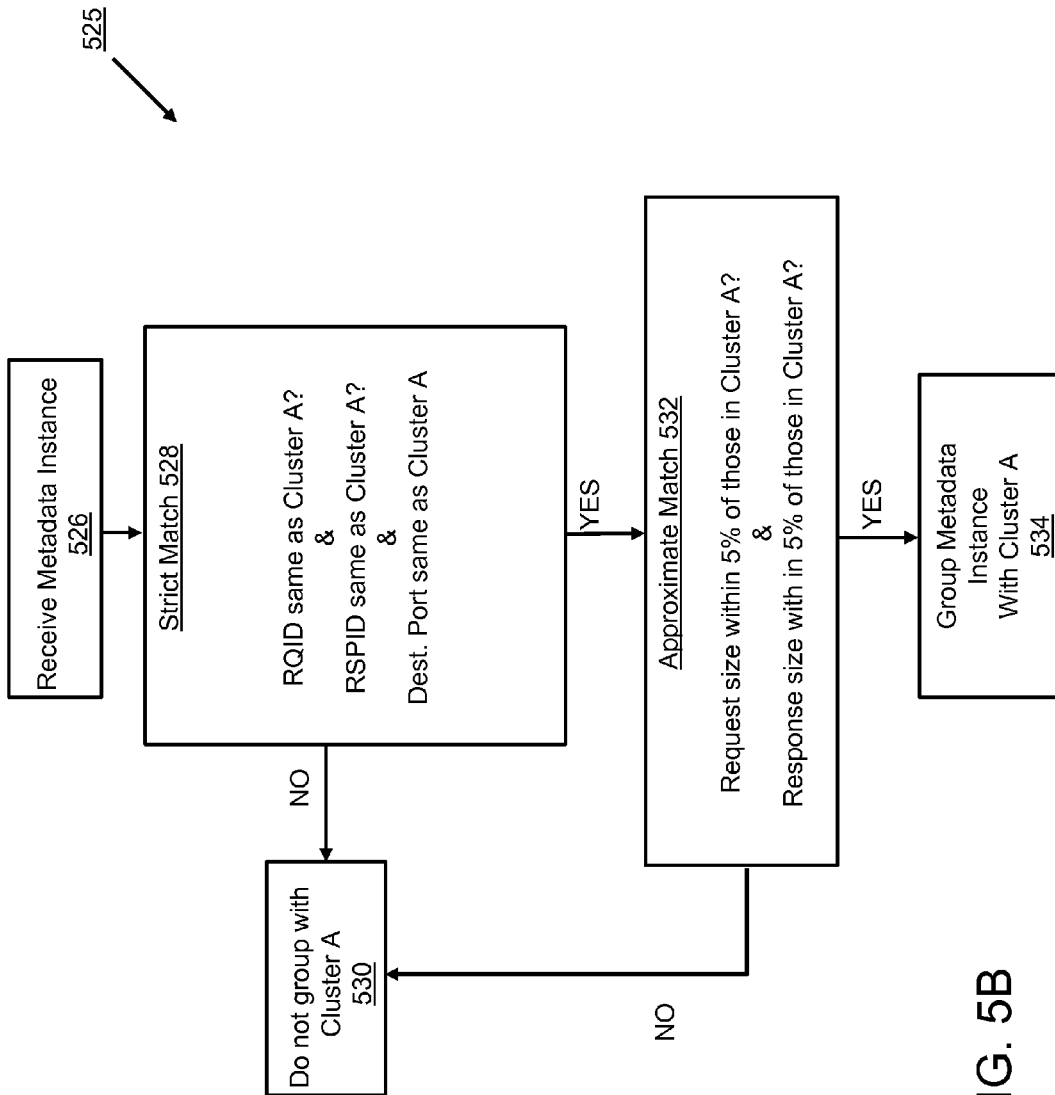 525
Receive Metadata Instance
526
Strict Match 528
RQID same as Cluster A?
&
RSPID same as Cluster A?
&
Dest. Port same as Cluster A
NO
YES
Do not group with
Cluster A
530
Approximate Match 532
Request size within 5% of those in Cluster A?
&
Response size with in 5% of those in Cluster A?
NO
YES
Group Metadata
Instance
With Cluster A
534
IG. 5B